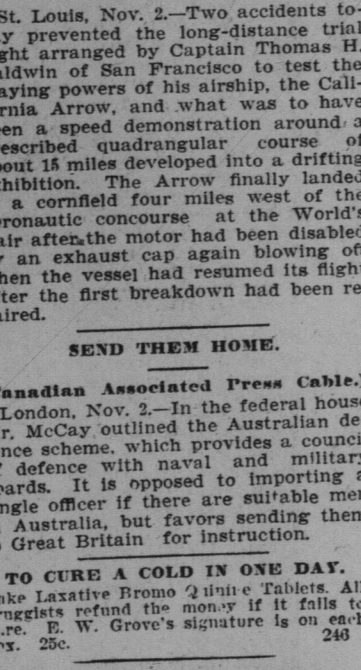 St. Louis, Nov. 2.—Two accidents to-
y prevented the long-distance trial
ght arranged by Captain Thomas H.
aldwin of San Francisco to test the
aying powers of his airship, the Cali-
rnia Arrow, and what was to have
een a speed demonstration around a
escribed quadrangular course of
bout 15 miles developed into a drifting
xhibition. The Arrow finally landed
a cornfield four miles west of the
eronautic concourse at the World's
air after the motor had been disabled
y an exhaust cap again blowing of
hen the vessel had resumed its fligh
fter the first breakdown had been re
aired.
SEND THEM HOME.
Canadian Associated Press Cable.
London, Nov. 2.—In the federal hous
r. McCay outlined the Australian de
nce scheme, which provides a counci
f defence with naval and military
oards. It is opposed to importing a
ngle officer if there are suitable me
Australia, but favors sending them
Great Britain for instruction.
TO CURE A COLD IN ONE DAY.
ake Laxative Bromo Quinine Tablets. Al
ruggists refund the money if it fails to
re. E. W. Grove's signature is on each
ox. 25c. 246